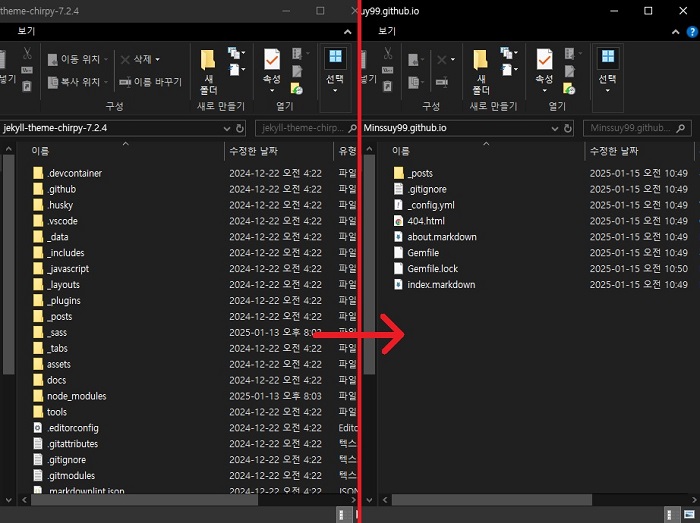 theme-chirpy-7.2.4
보기
넣기
이동 위치
복사 위치
삭제
이름 바꾸기
새
폴더
속성
선택
구성
새로 만들기
열기
jekyll-theme-chirpy-7.2.4
jekyll-theme-chirp...
이름
수정한 날짜
유형
.devcontainer
2024-12-22 오전 4:22
파일
.github
2024-12-22 오전 4:22
파일
.husky
2024-12-22 오전 4:22
파일
.vscode
2024-12-22 오전 4:22
파일
_data
2024-12-22 오전 4:22
파일
_includes
2024-12-22 오전 4:22
파일
_javascript
2024-12-22 오전 4:22
파일
_layouts
2024-12-22 오전 4:22
파일
_plugins
2024-12-22 오전 4:22
파일
_posts
2024-12-22 오전 4:22
파일
_sass
2025-01-13 오후 8:03
파일
_tabs
2024-12-22 오전 4:22
파일
assets
2024-12-22 오전 4:22
파일
docs
2024-12-22 오전 4:22
파일
node_modules
2025-01-13 오후 8:03
파일
tools
2024-12-22 오전 4:22
파일
.editorconfig
2024-12-22 오전 4:22
Edito
.gitattributes
2024-12-22 오전 4:22
텍스
.gitignore
2024-12-22 오전 4:22
텍스
.gitmodules
2024-12-22 오전 4:22
텍스
.markdownlint.json
2024-12-22 오전 4:22
JSON
suy99.github.io
보기
넣기
이동 위치
복사 위치
삭제
이름 바꾸기
새
폴더
속성
선택
구성
새로 만들기
열기
Minssuy99.github.io
Minssuy99.github...
이름
수정한 날짜
_posts
2025-01-15 오전 10:49
.gitignore
2025-01-15 오전 10:49
_config.yml
2025-01-15 오전 10:49
404.html
2025-01-15 오전 10:49
about.markdown
2025-01-15 오전 10:49
Gemfile
2025-01-15 오전 10:49
Gemfile.lock
2025-01-15 오전 10:50
index.markdown
2025-01-15 오전 10:49